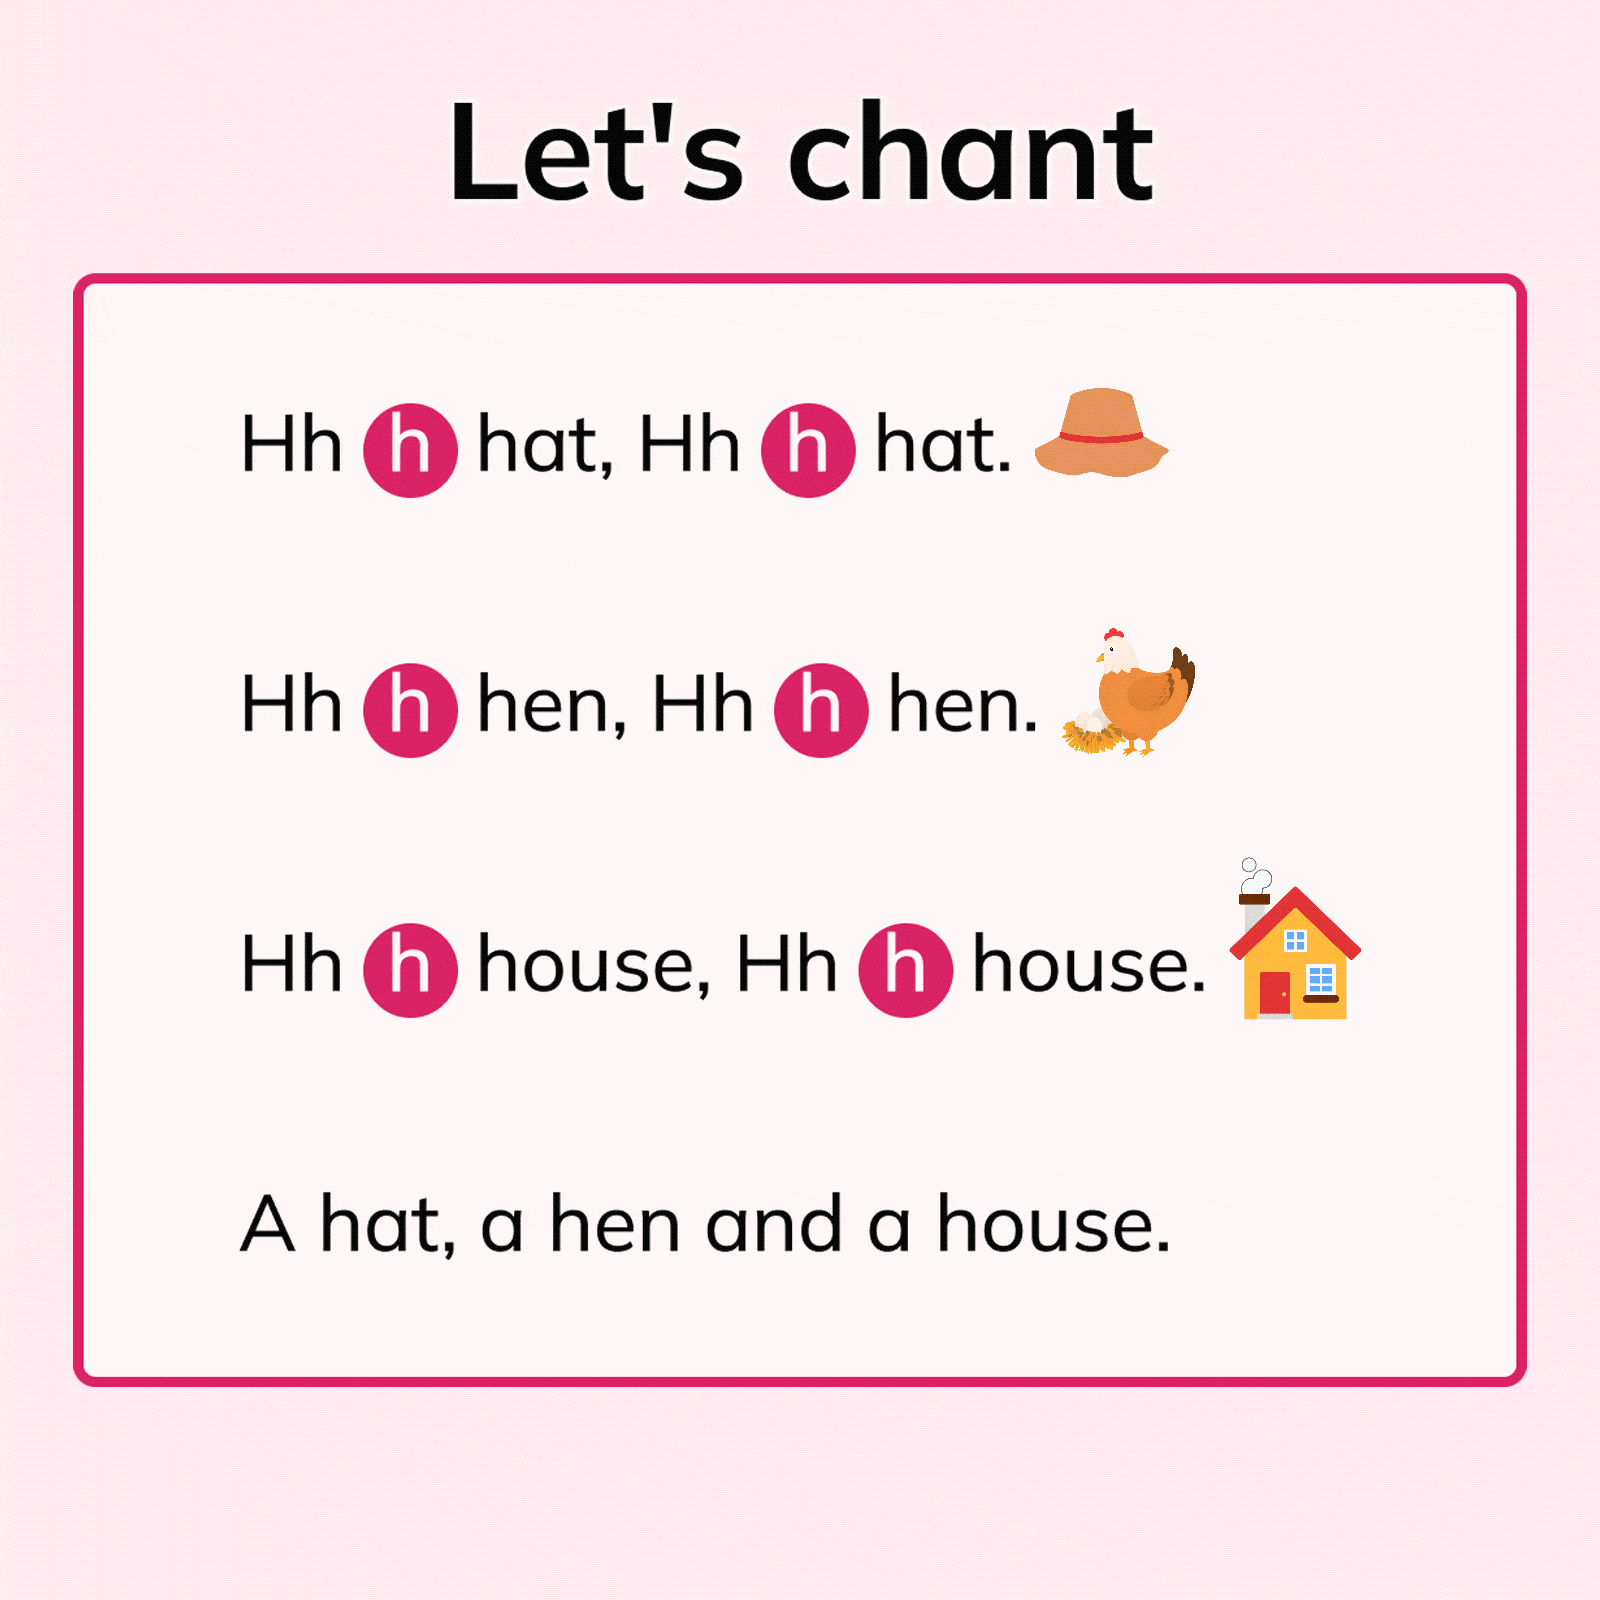 Let's chant
Hh h hat, Hh h hat.
Hh h hen, Hh h hen.
Hh h house, Hh h house.
A hat, a hen and a house.